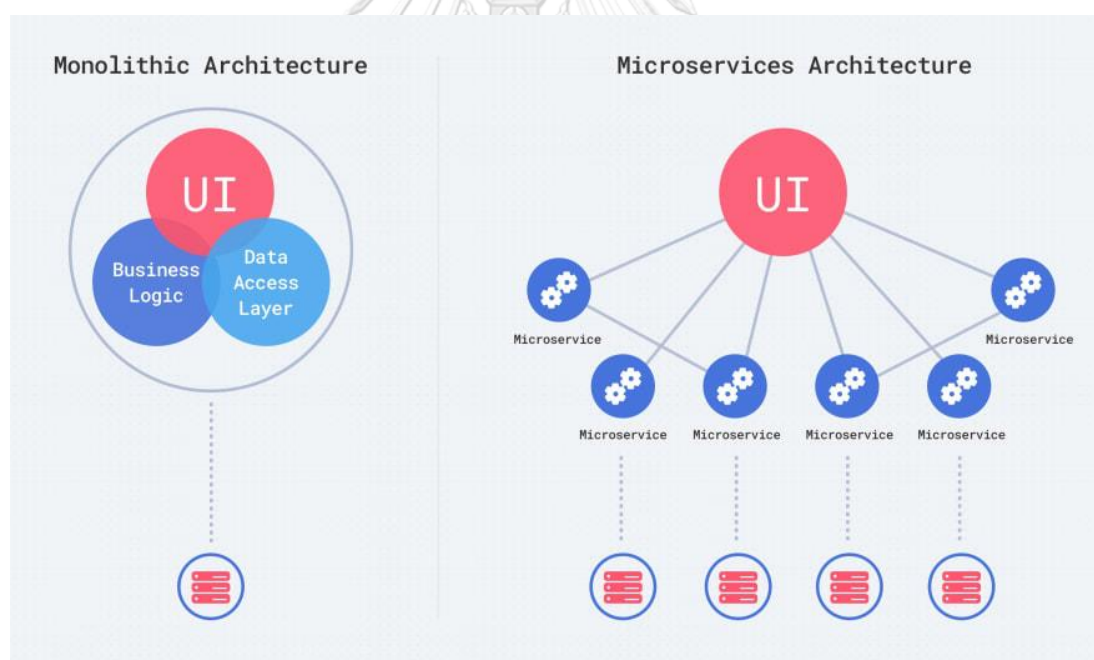 Monolithic Architecture
UI
Business
Logic
Data
Access
Layer
Microservices Architecture
UI
Microservice
Microservice
Microservice
Microservice
Microservice
Microservice